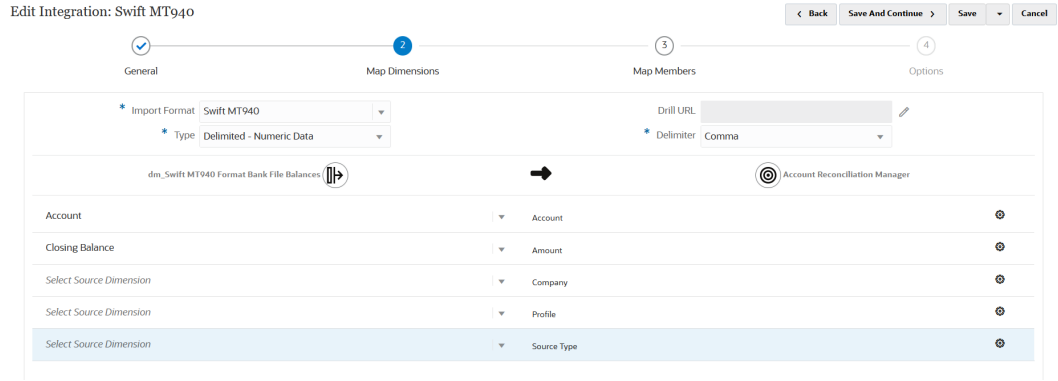 Edit Integration: Swift MT940
Back
Save And Continue
Save
Cancel
2
3
4
General
Map Dimensions
Map Members
Options
* Import Format Swift MT940
Drill URL
* Type Delimited - Numeric Data
* Delimiter Comma
dm_Swift MT940 Format Bank File Balances
Account Reconciliation Manager
Account Account
Closing Balance Amount
Select Source Dimension Company
Select Source Dimension Profile
Select Source Dimension Source Type